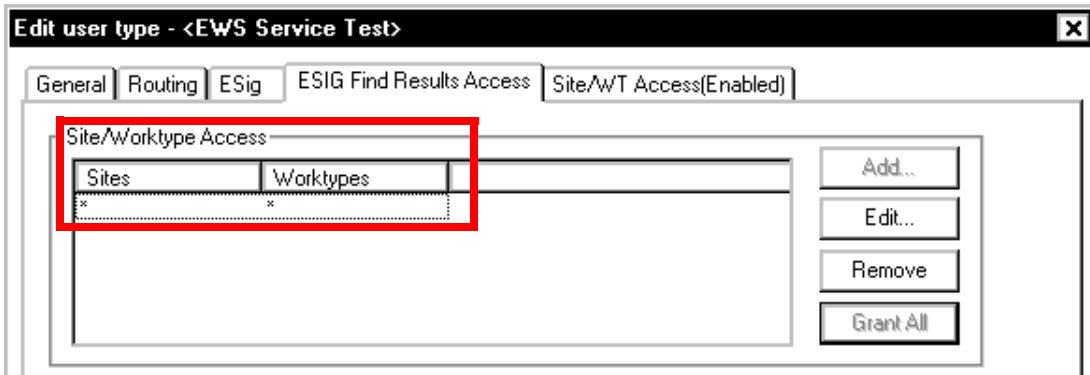 Edit user type - <EWS Service Test>
General Routing ESig ESIG Find Results Access Site/WT Access(Enabled)
Site/Worktype Access
Add...
Sites Worktypes
* *
Edit...
Remove
Grant All